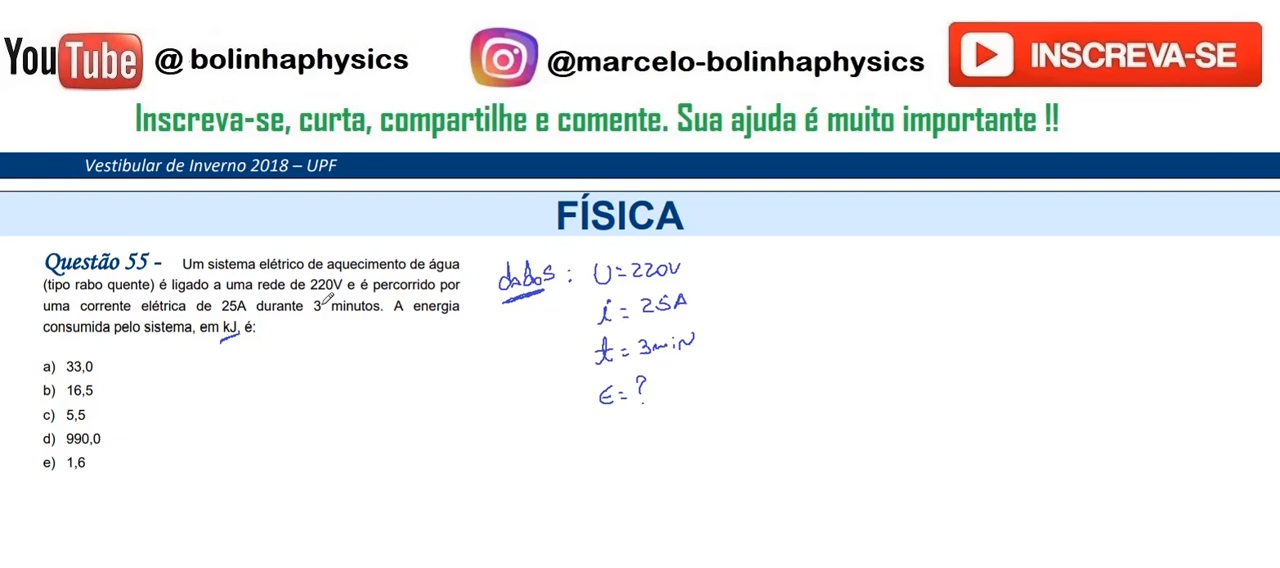 YouTube @ bolinhaphysics @marcelo-bolinhaphysics INSCREVA-SE
Inscreva-se, curta, compartilhe e comente. Sua ajuda é muito importante !!
Vestibular de Inverno 2018 – UPF
FÍSICA
Questão 55 - Um sistema elétrico de aquecimento de água
(tipo rabo quente) é ligado a uma rede de 220V e é percorrido por
uma corrente elétrica de 25A durante 3 minutos. A energia
consumida pelo sistema, em kJ, é:
a) 33,0
b) 16,5
c) 5,5
d) 990,0
e) 1,6
dados: U=220V
i = 25A
t = 3min
E = ?